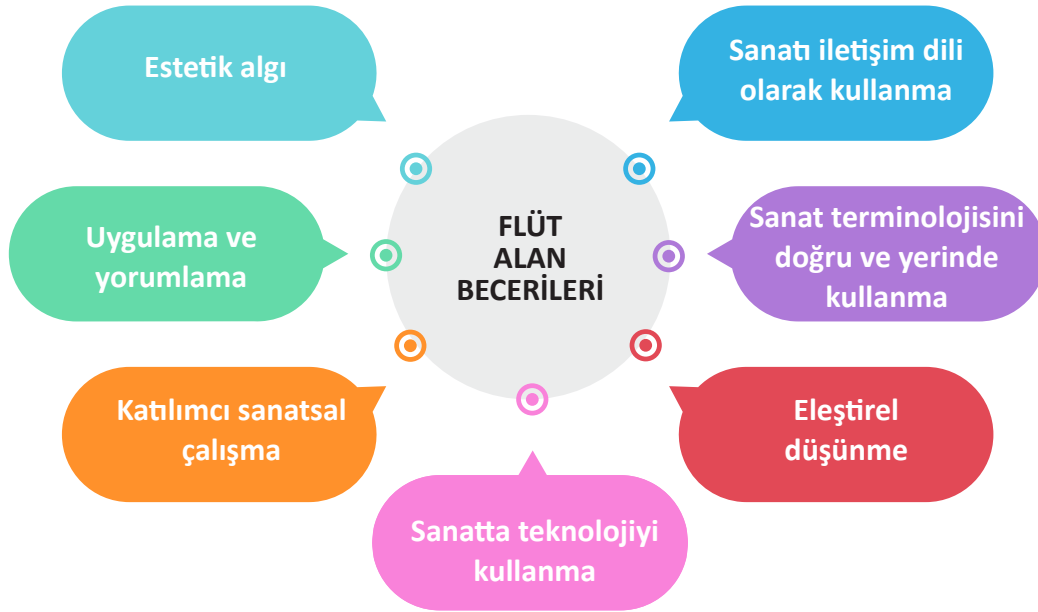 Estetik algı
Sanatı iletişim dili
olarak kullanma
Uygulama ve
yorumlama
FLÜT
ALAN
BECERİLERİ
Sanat terminolojisini
doğru ve yerinde
kullanma
Katılımcı sanatsal
çalışma
Eleştirel
düşünme
Sanatta teknolojiyi
kullanma